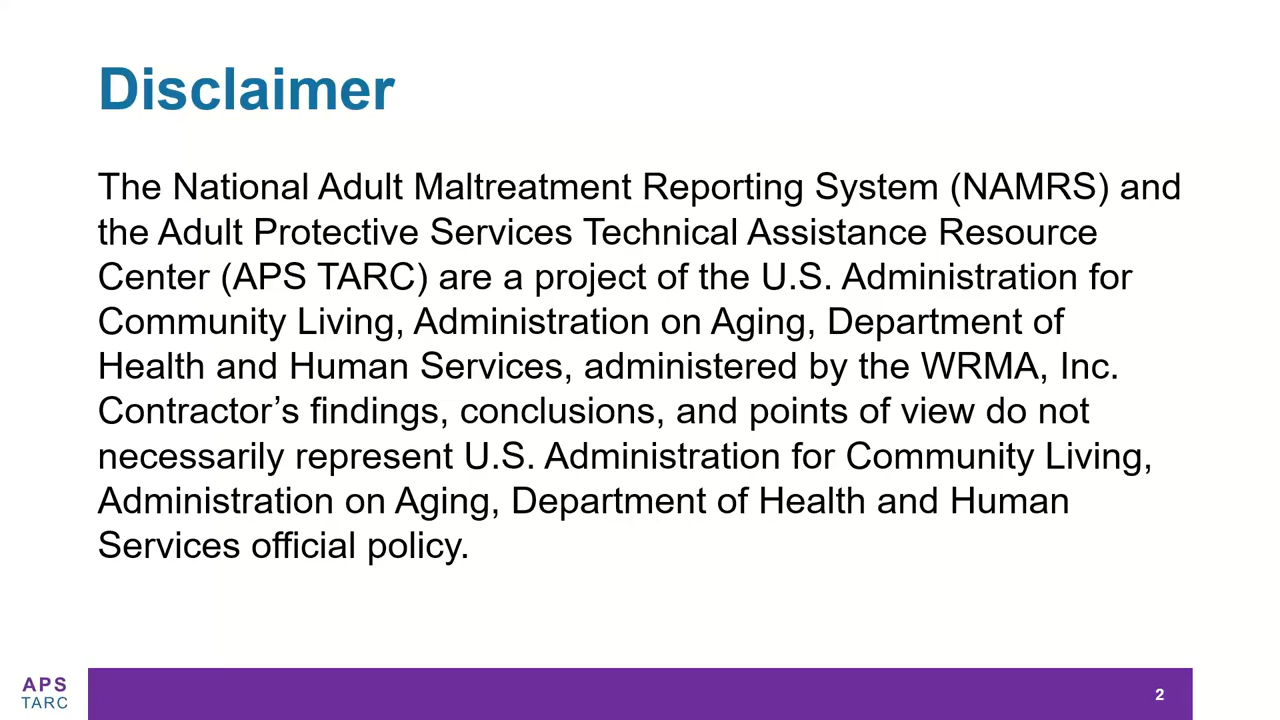 Disclaimer
The National Adult Maltreatment Reporting System (NAMRS) and
the Adult Protective Services Technical Assistance Resource
Center (APS TARC) are a project of the U.S. Administration for
Community Living, Administration on Aging, Department of
Health and Human Services, administered by the WRMA, Inc.
Contractor’s findings, conclusions, and points of view do not
necessarily represent U.S. Administration for Community Living,
Administration on Aging, Department of Health and Human
Services official policy.
APS
TARC
2